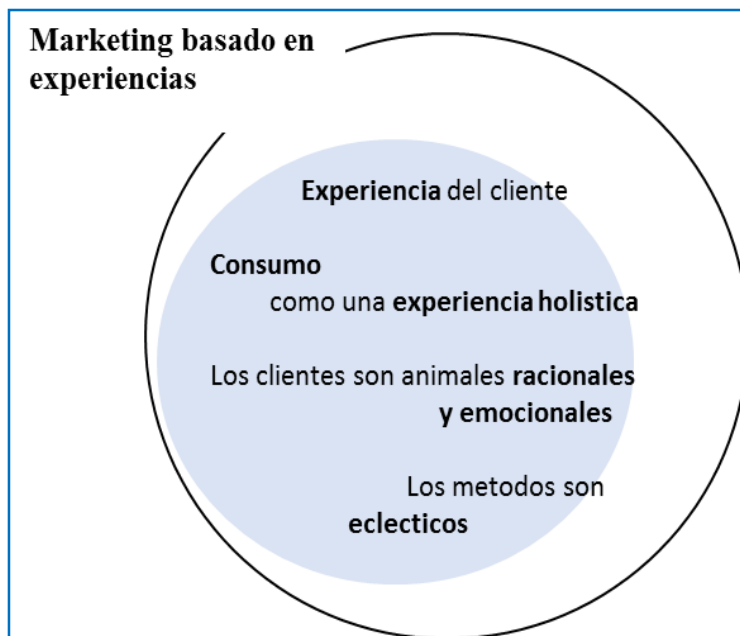 Marketing basado en
experiencias
Experiencia del cliente
Consumo
como una experiencia holistica
Los clientes son animales racionales
y emocionales
Los metodos son
eclecticos